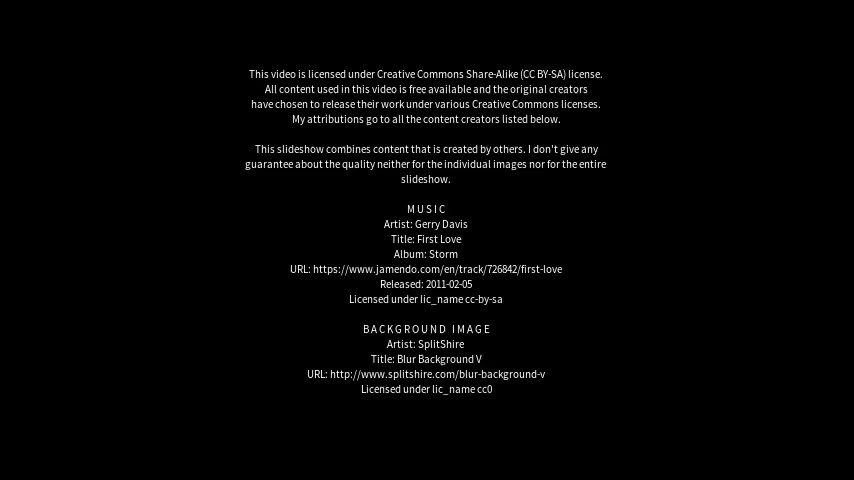 This video is licensed under Creative Commons Share-Alike (CC BY-SA) license.
All content used in this video is free available and the original creators
have chosen to release their work under various Creative Commons licenses.
My attributions go to all the content creators listed below.
This slideshow combines content that is created by others. I don't give any
guarantee about the quality neither for the individual images nor for the entire
slideshow.
MUSIC
Artist: Gerry Davis
Title: First Love
Album: Storm
URL: https://www.jamendo.com/en/track/726842/first-love
Released: 2011-02-05
Licensed under lic_name cc-by-sa
BACKGROUND IMAGE
Artist: SplitShire
Title: Blur Background V
URL: http://www.splitshire.com/blur-background-v
Licensed under lic_name cc0